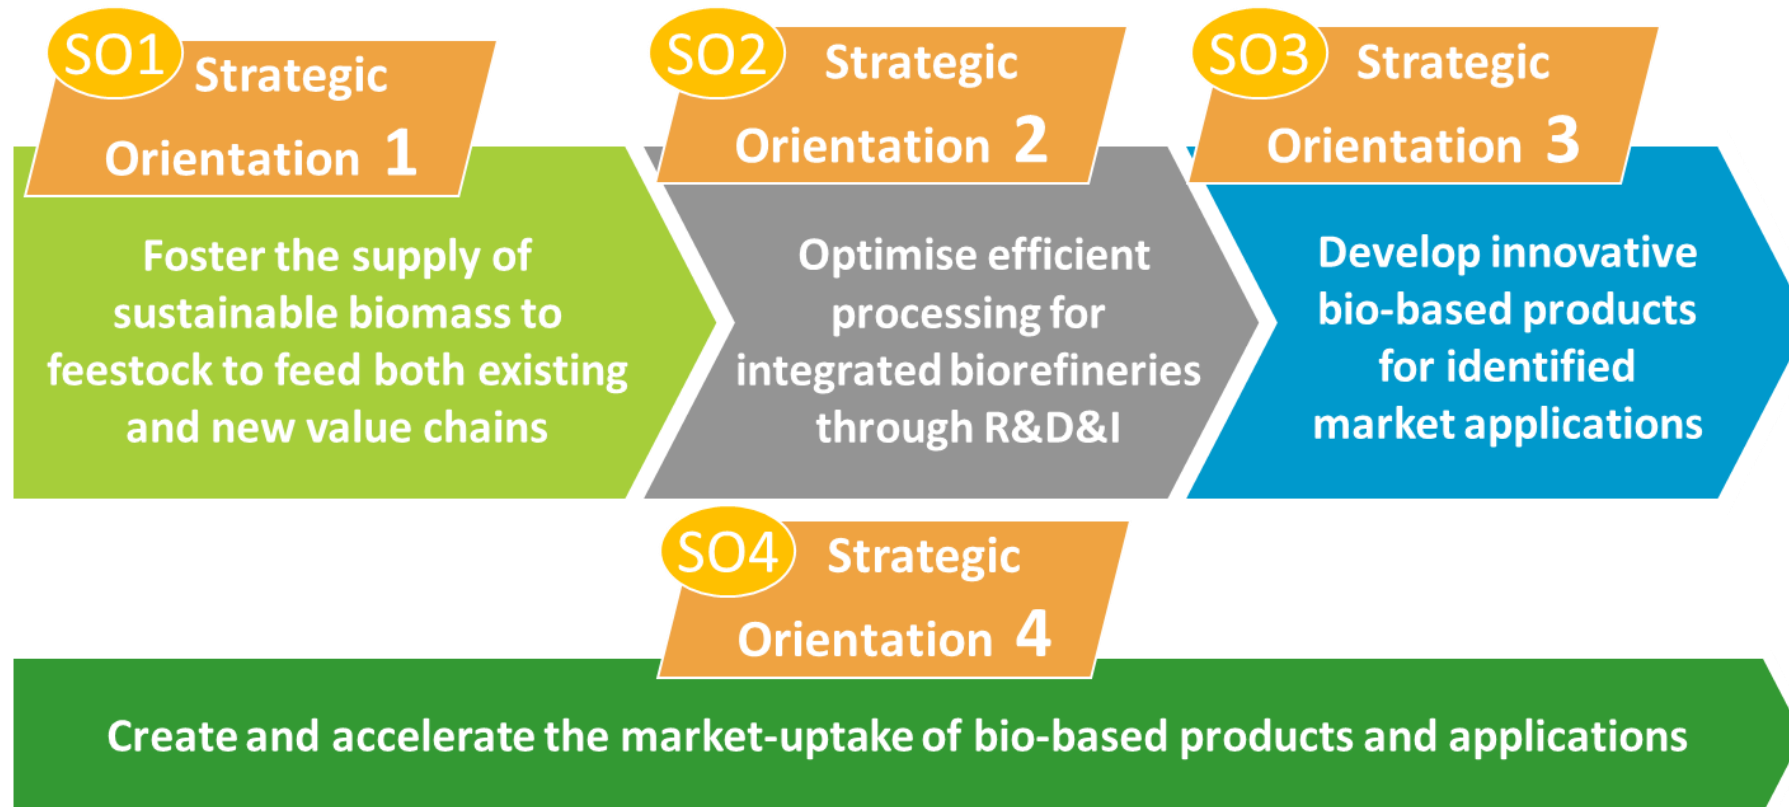 SO1
Strategic
Orientation 1
Foster the supply of
sustainable biomass to
feestock to feed both existing
and new value chains
SO2
Strategic
Orientation 2
Optimise efficient
processing for
integrated biorefineries
through R&D&I
SO3
Strategic
Orientation 3
Develop innovative
bio-based products
for identified
market applications
SO4
Strategic
Orientation 4
Create and accelerate the market-uptake of bio-based products and applications